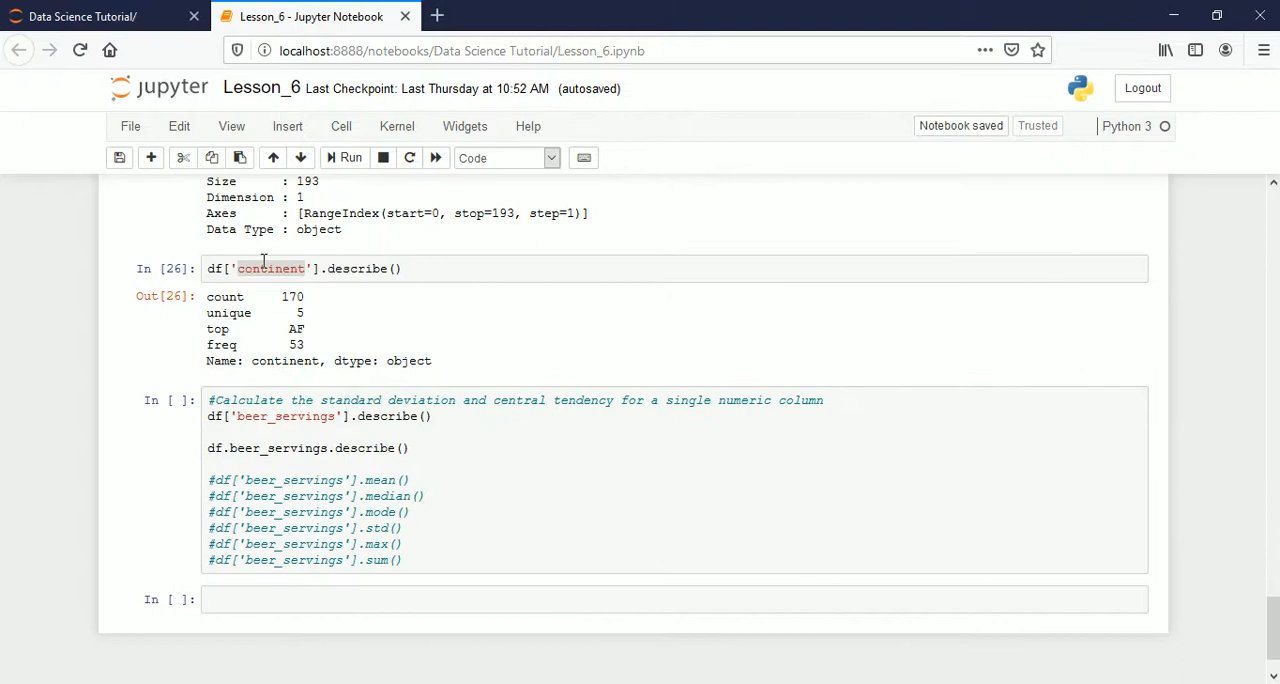 Data Science Tutorial/
Lesson_6 - Jupyter Notebook
localhost:8888/notebooks/Data Science Tutorial/Lesson_6.ipynb
jupyter Lesson_6 Last Checkpoint: Last Thursday at 10:52 AM (autosaved)
Logout
File Edit View Insert Cell Kernel Widgets Help
Notebook saved Trusted Python 3
Run Code
Size : 193
Dimension : 1
Axes : [RangeIndex(start=0, stop=193, step=1)]
Data Type : object
In [26]: df['continent'].describe()
Out[26]: count 170
unique 5
top AF
freq 53
Name: continent, dtype: object
In [ ]: #Calculate the standard deviation and central tendency for a single numeric column
df['beer_servings'].describe()
df.beer_servings.describe()
#df['beer_servings'].mean()
#df['beer_servings'].median()
#df['beer_servings'].mode()
#df['beer_servings'].std()
#df['beer_servings'].max()
#df['beer_servings'].sum()
In [ ]: